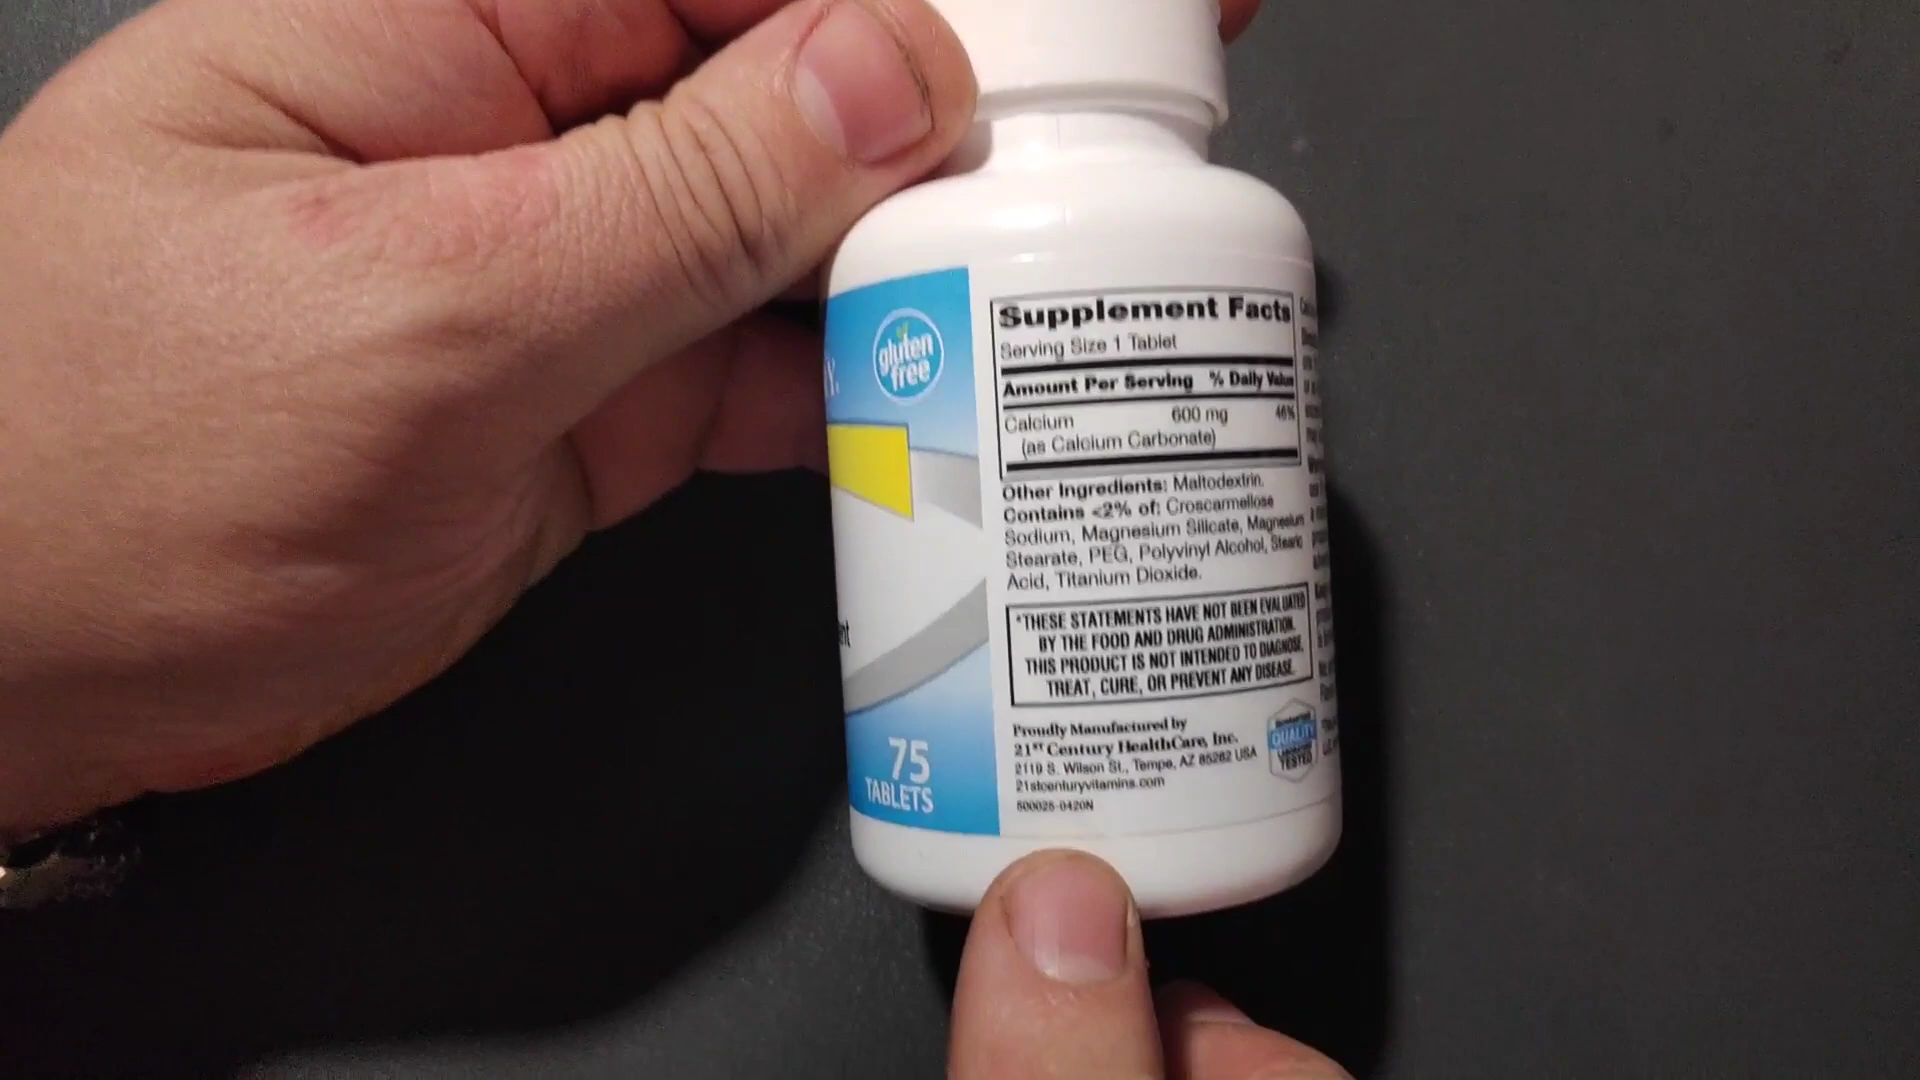 gluten
free
75
TABLETS
Supplement Facts
Serving Size 1 Tablet
Amount Per Serving % Daily Value
Calcium 600 mg 46%
(as Calcium Carbonate)
Other Ingredients: Maltodextrin.
Contains <2% of: Croscarmellose
Sodium, Magnesium Silicate, Magnesium
Stearate, PEG, Polyvinyl Alcohol, Stearic
Acid, Titanium Dioxide.
*THESE STATEMENTS HAVE NOT BEEN EVALUATED
BY THE FOOD AND DRUG ADMINISTRATION.
THIS PRODUCT IS NOT INTENDED TO DIAGNOSE,
TREAT, CURE, OR PREVENT ANY DISEASE.
Proudly Manufactured by
21ST Century HealthCare, Inc.
2119 S. Wilson St., Tempe, AZ 85282 USA
21stcenturyvitamins.com
500025-0420N
QUALITY
LABORATORY
TESTED